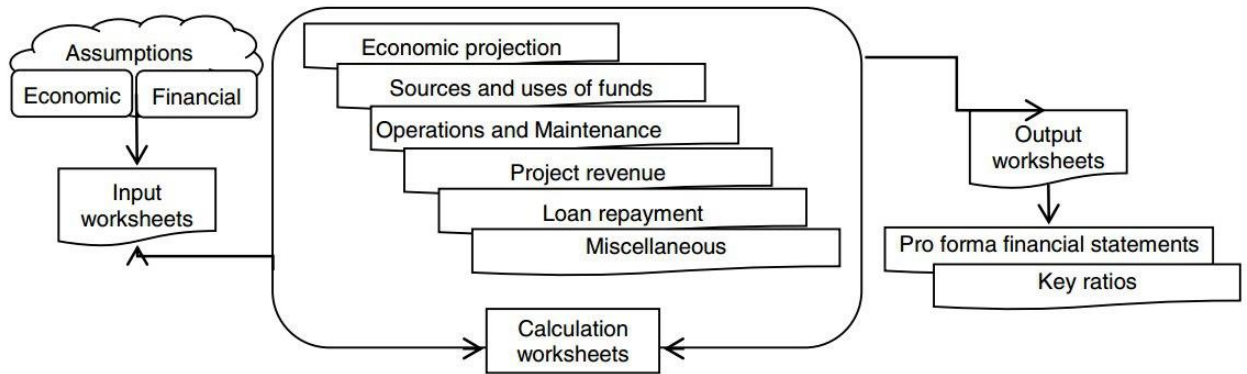 Assumptions
Economic
Financial
Input
worksheets
Economic projection
Sources and uses of funds
Operations and Maintenance
Project revenue
Loan repayment
Miscellaneous
Calculation
worksheets
Output
worksheets
Pro forma financial statements
Key ratios